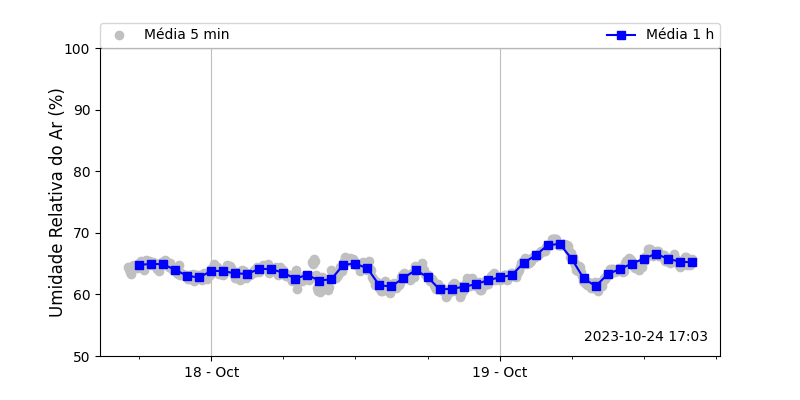 Média 5 min
Média 1 h
Umidade Relativa do Ar (%)
100
90
80
70
60
50
2023-10-24 17:03
18 - Oct
19 - Oct